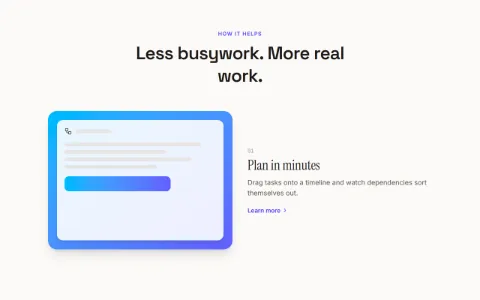 HOW IT HELPS
Less busywork. More real
work.
01
Plan in minutes
Drag tasks onto a timeline and watch dependencies sort
themselves out.
Learn more ›